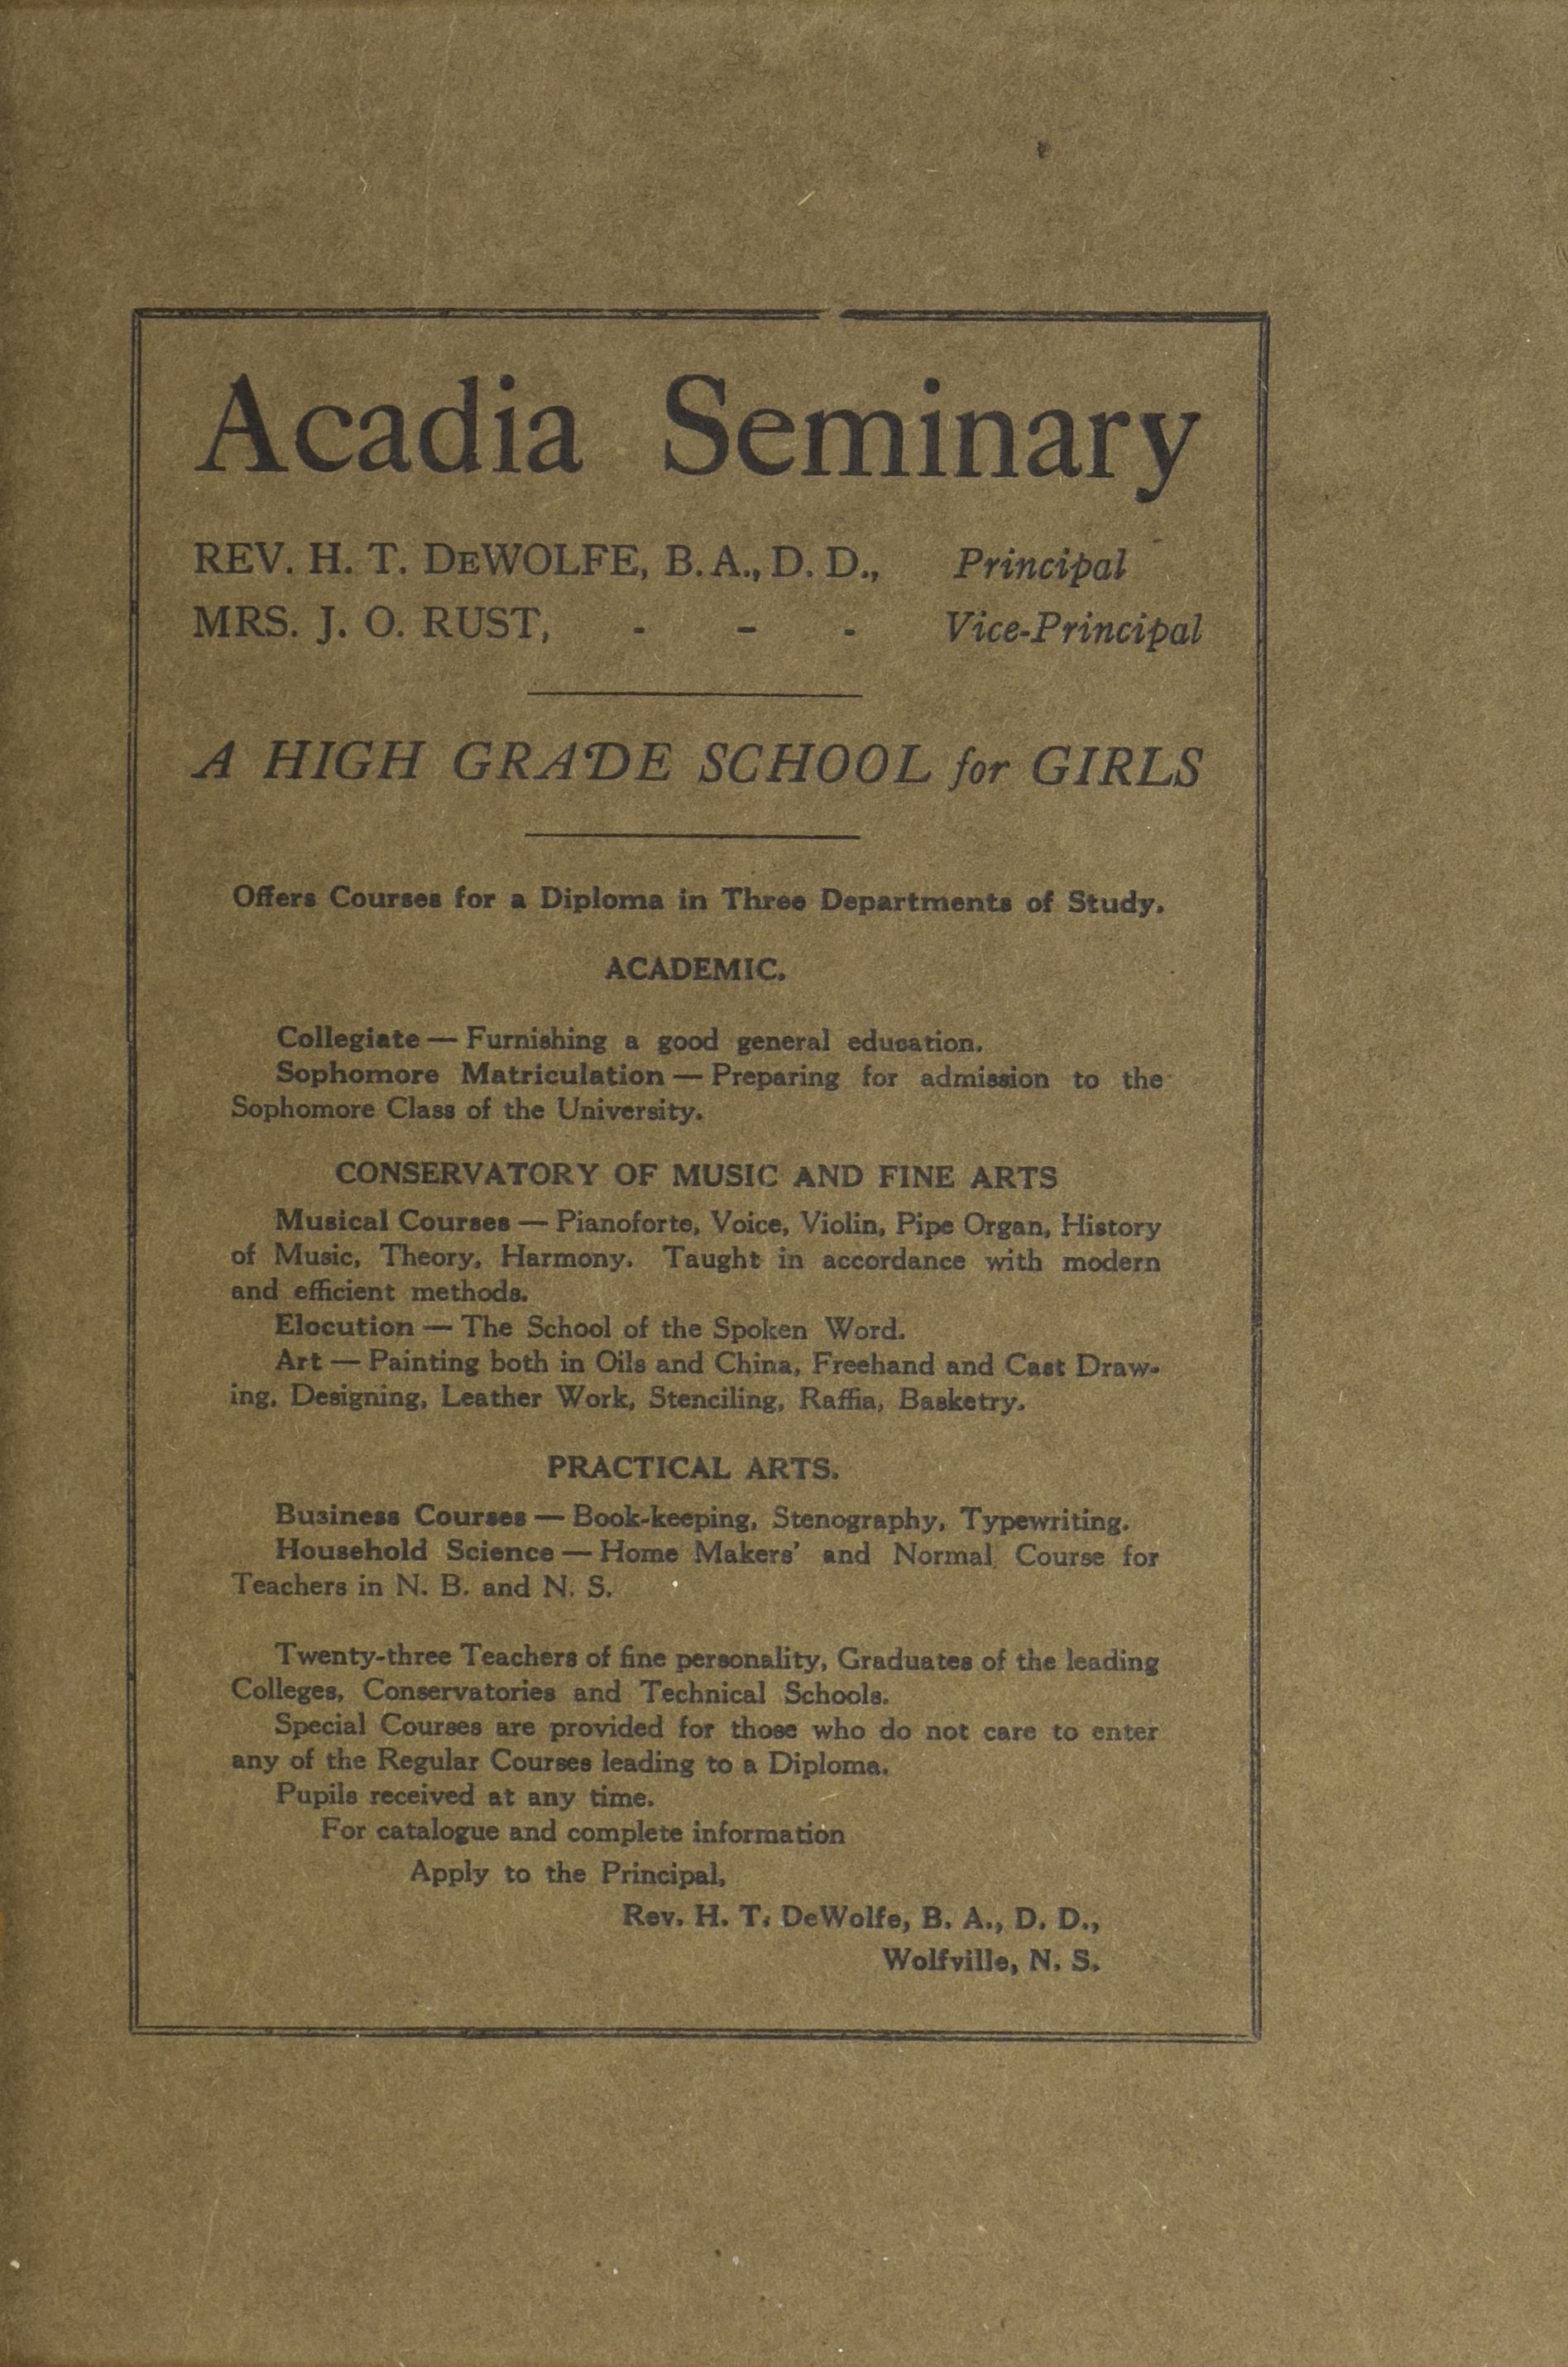 Acadia Seminary
REV. H. T. DEWOLFE, B. A., D. D., Principal
MRS. J. O. RUST, - - - Vice-Principal
A HIGH GRADE SCHOOL for GIRLS
Offers Courses for a Diploma in Three Departments of Study.
ACADEMIC.
Collegiate — Furnishing a good general education.
Sophomore Matriculation — Preparing for admission to the
Sophomore Class of the University.
CONSERVATORY OF MUSIC AND FINE ARTS
Musical Courses — Pianoforte, Voice, Violin, Pipe Organ, History
of Music, Theory, Harmony. Taught in accordance with modern
and efficient methods.
Elocution — The School of the Spoken Word.
Art — Painting both in Oils and China, Freehand and Cast Draw-
ing, Designing, Leather Work, Stenciling, Raffia, Basketry.
PRACTICAL ARTS.
Business Courses — Book-keeping, Stenography, Typewriting.
Household Science — Home Makers' and Normal Course for
Teachers in N. B. and N. S.
Twenty-three Teachers of fine personality, Graduates of the leading
Colleges, Conservatories and Technical Schools.
Special Courses are provided for those who do not care to enter
any of the Regular Courses leading to a Diploma.
Pupils received at any time.
For catalogue and complete information
Apply to the Principal,
Rev. H. T. DeWolfe, B. A., D. D.,
Wolfville, N. S.